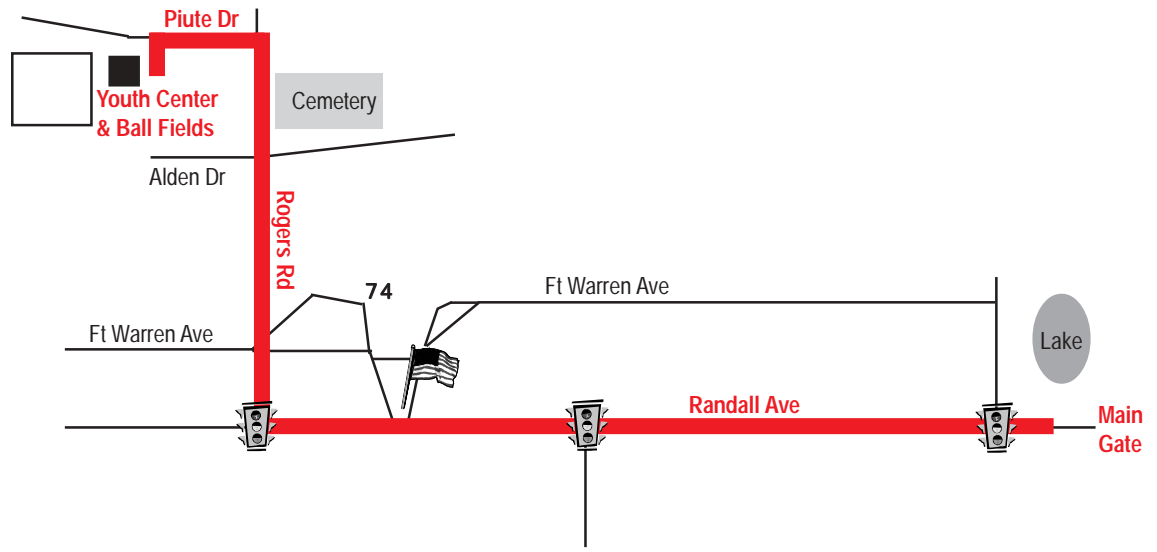 Piute Dr
Youth Center
& Ball Fields
Cemetery
Alden Dr
Rogers Rd
74
Ft Warren Ave
Ft Warren Ave
Lake
Randall Ave
Main
Gate